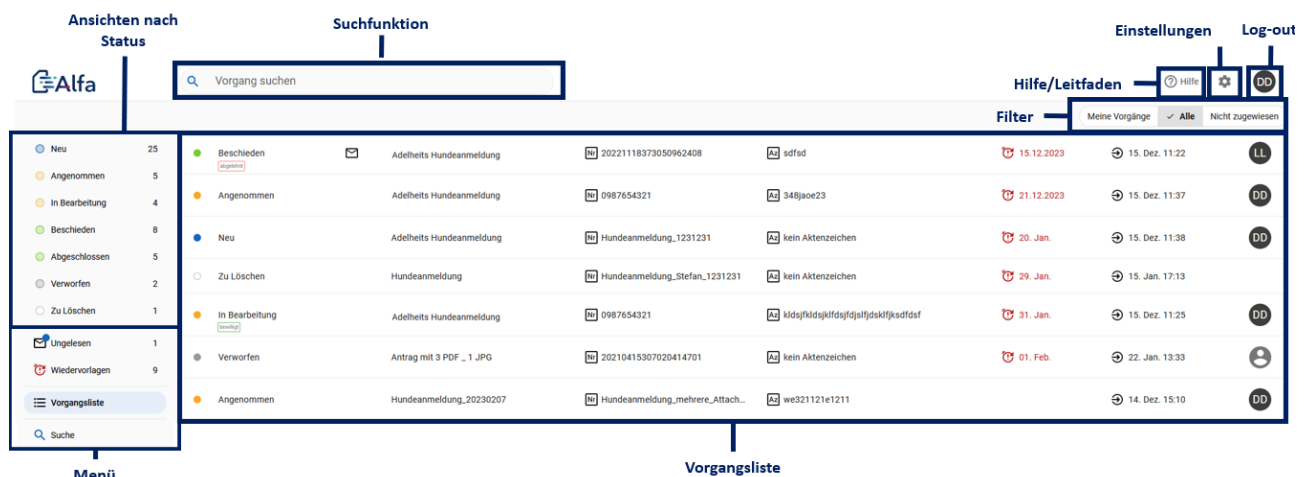 Ansichten nach
Status
Suchfunktion
Einstellungen
Log-out
Alfa
Vorgang suchen
Hilfe/Leitfaden
Hilfe
DD
Filter
Meine Vorgänge Alle Nicht zugewiesen
Neu 25
Angenommen 5
In Bearbeitung 4
Beschieden 8
Abgeschlossen 5
Verworfen 2
Zu Löschen 1
Ungelesen 1
Wiedervorlagen 9
Vorgangsliste
Suche
Menü
Beschieden Adelheits Hundeanmeldung Nr 20221118373050962408 Az sdfsd 15.12.2023 15. Dez. 11:22 LL
abgelehnt
Angenommen Adelheits Hundeanmeldung Nr 0987654321 Az 348jaoe23 21.12.2023 15. Dez. 11:37 DD
Neu Adelheits Hundeanmeldung Nr Hundeanmeldung_1231231 Az kein Aktenzeichen 20. Jan. 15. Dez. 11:38 DD
Zu Löschen Hundeanmeldung Nr Hundeanmeldung_Stefan_1231231 Az kein Aktenzeichen 29. Jan. 15. Jan. 17:13
In Bearbeitung Adelheits Hundeanmeldung Nr 0987654321 Az kldsjfkldsjklfdsjfdjslfjdsklfjksdfdsf 31. Jan. 15. Dez. 11:25 DD
bewilligt
Verworfen Antrag mit 3 PDF _ 1 JPG Nr 20210415307020414701 Az kein Aktenzeichen 01. Feb. 22. Jan. 13:33
Angenommen Hundeanmeldung_20230207 Nr Hundeanmeldung_mehrere_Attach... Az we321121e1211 14. Dez. 15:10 DD
Vorgangsliste